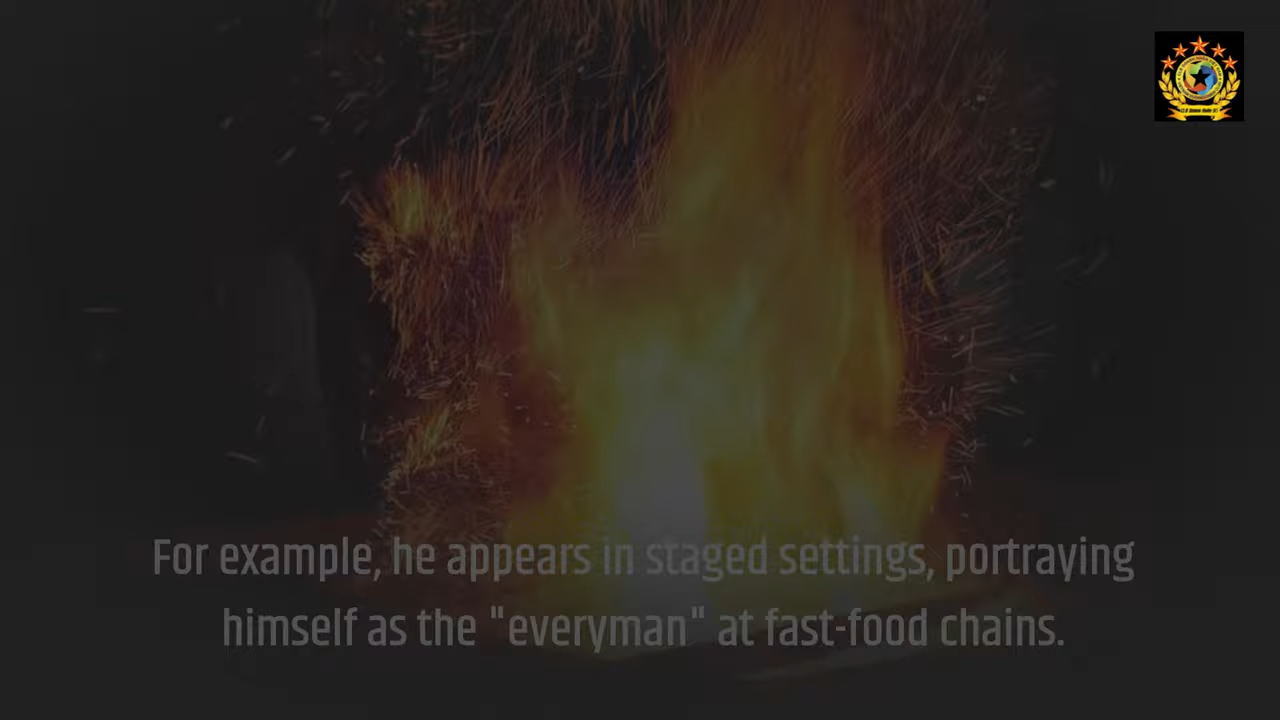 For example, he appears in staged settings, portraying
himself as the "everyman" at fast-food chains.